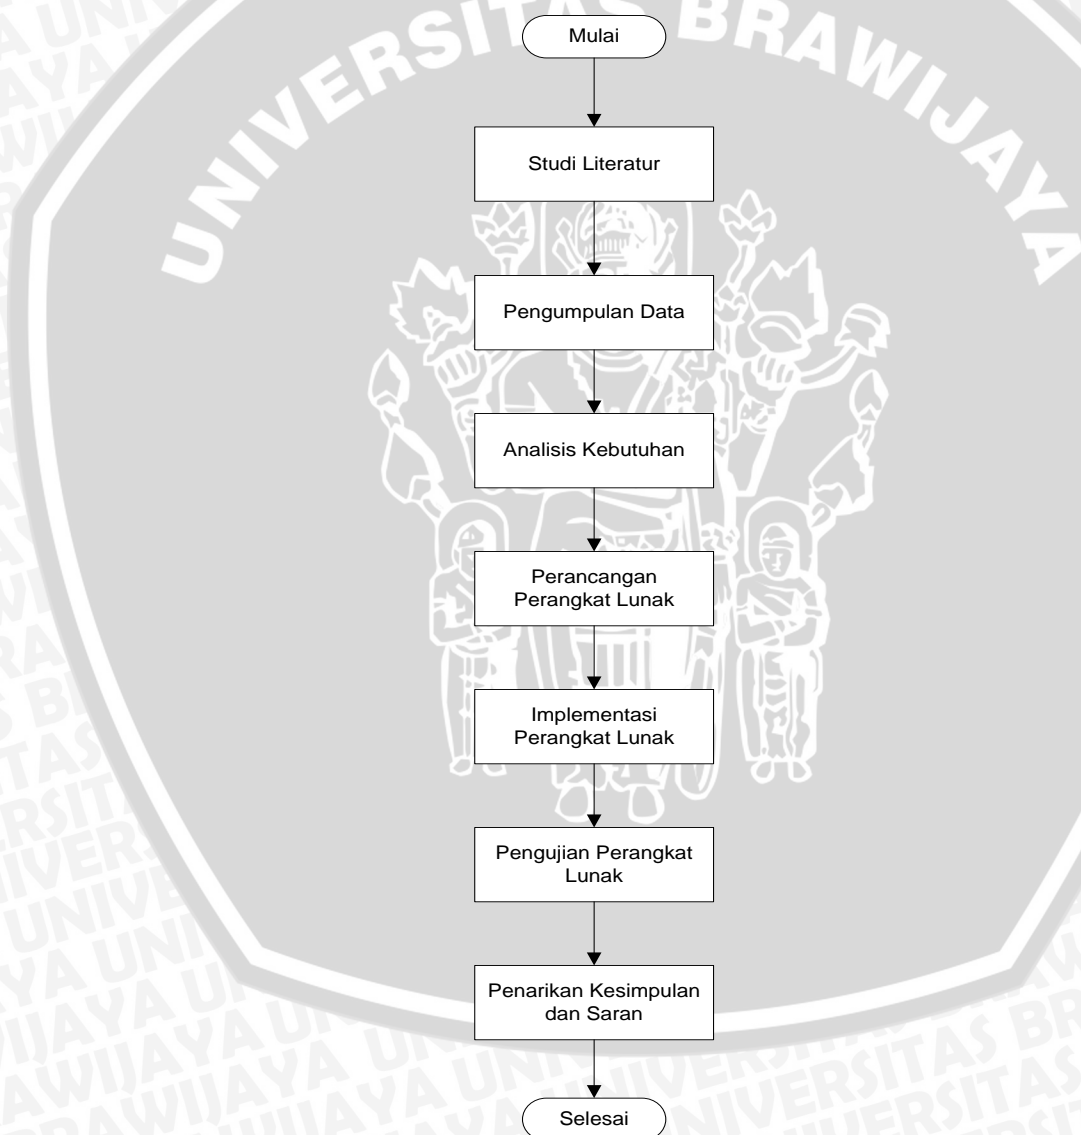 UNIVERSITAS BRAWIJAYA
Mulai
Studi Literatur
Pengumpulan Data
Analisis Kebutuhan
Perancangan
Perangkat Lunak
Implementasi
Perangkat Lunak
Pengujian Perangkat
Lunak
Penarikan Kesimpulan
dan Saran
Selesai